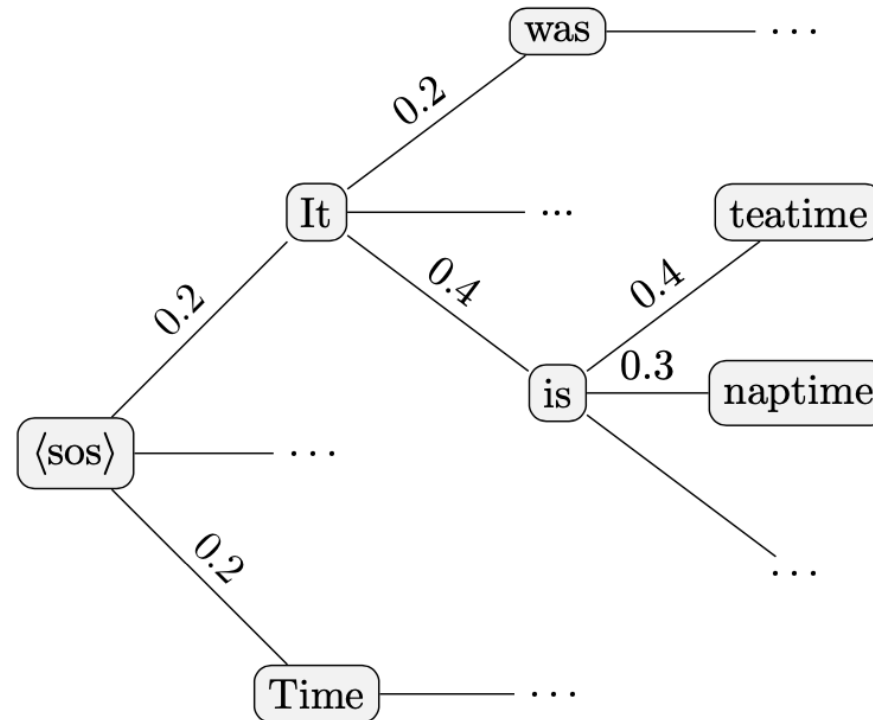 was ...
0.2
It ... teatime
0.4 0.4
0.2
is 0.3 naptime
⟨sos⟩ ...
...
0.2
Time ...